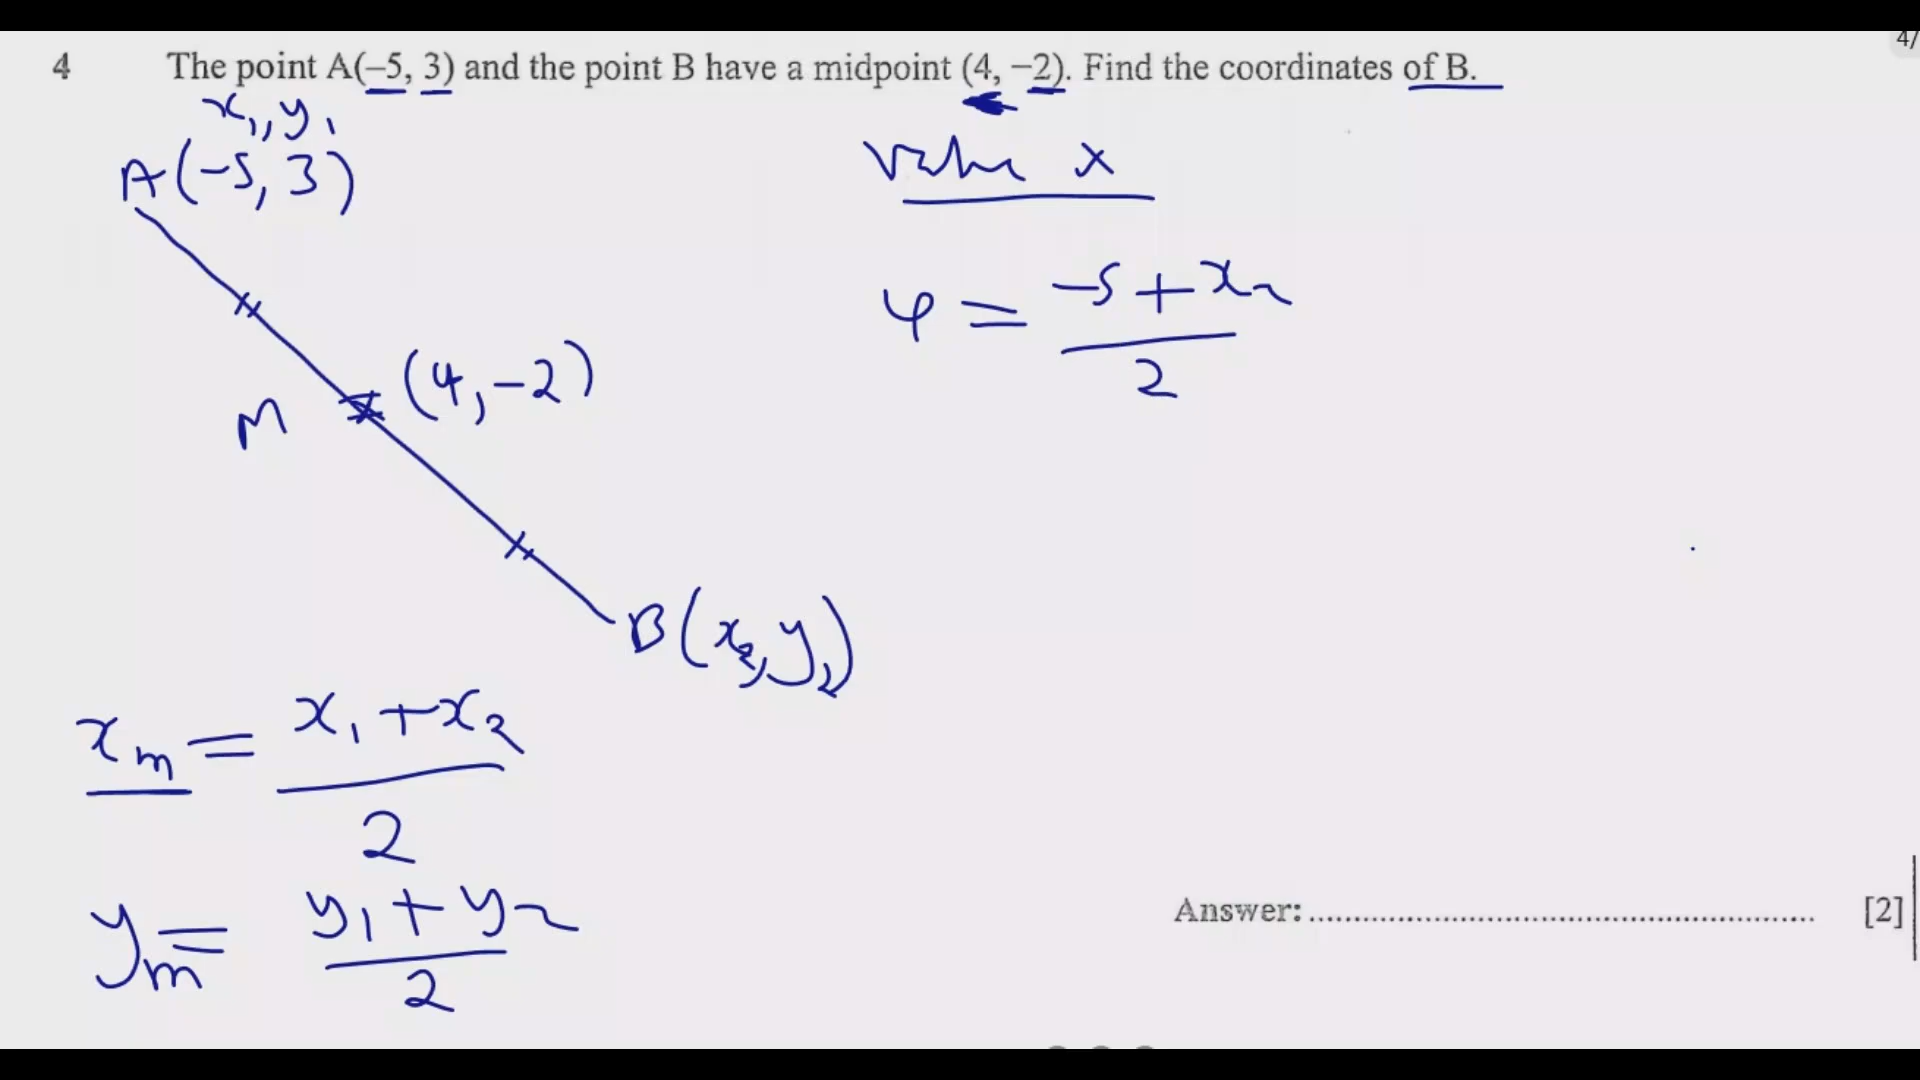 4/
4 The point A(–5, 3) and the point B have a midpoint (4, –2). Find the coordinates of B.
x₁, y₁
A(-5, 3)
value x
4 = (-5 + x₂)/2
M (4, -2)
B(x₂, y₂)
xₘ = (x₁ + x₂)/2
yₘ = (y₁ + y₂)/2
Answer: .......................................................... [2]